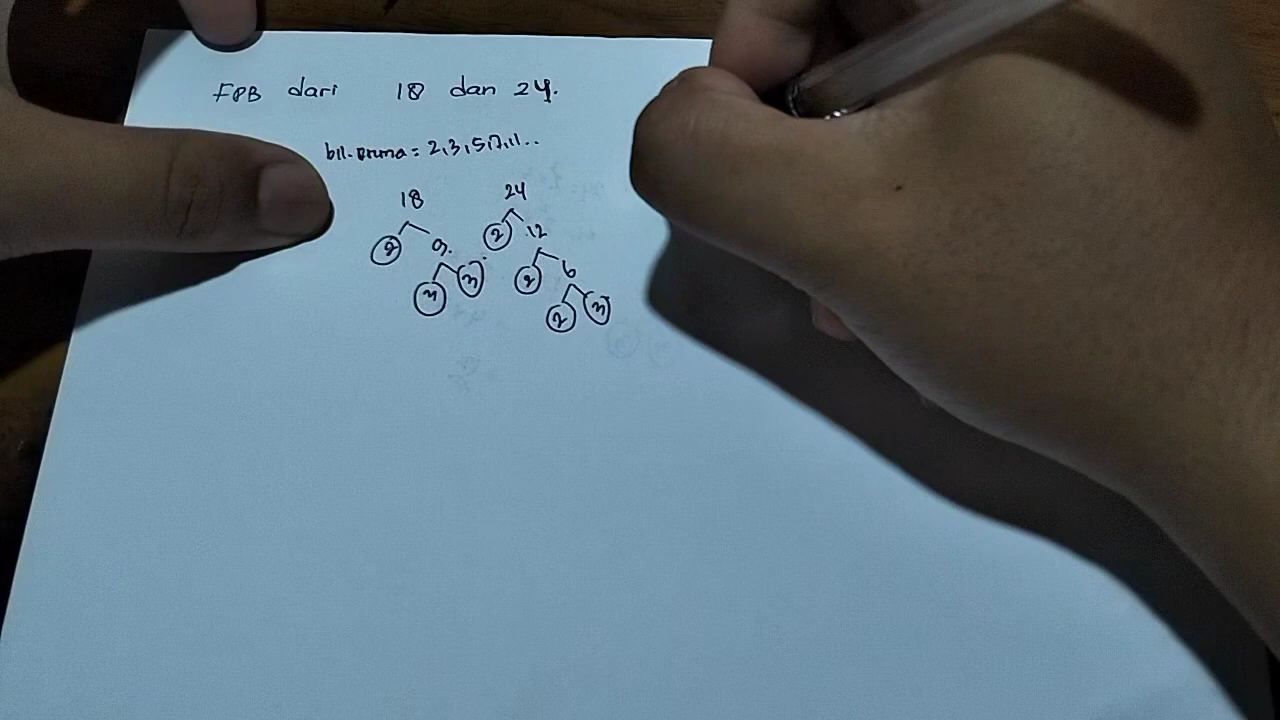 FPB dari 18 dan 24.
bil. prima = 2,3,5,7,11..
18 24
2 9. 2 12
3 3 2 6
2 3